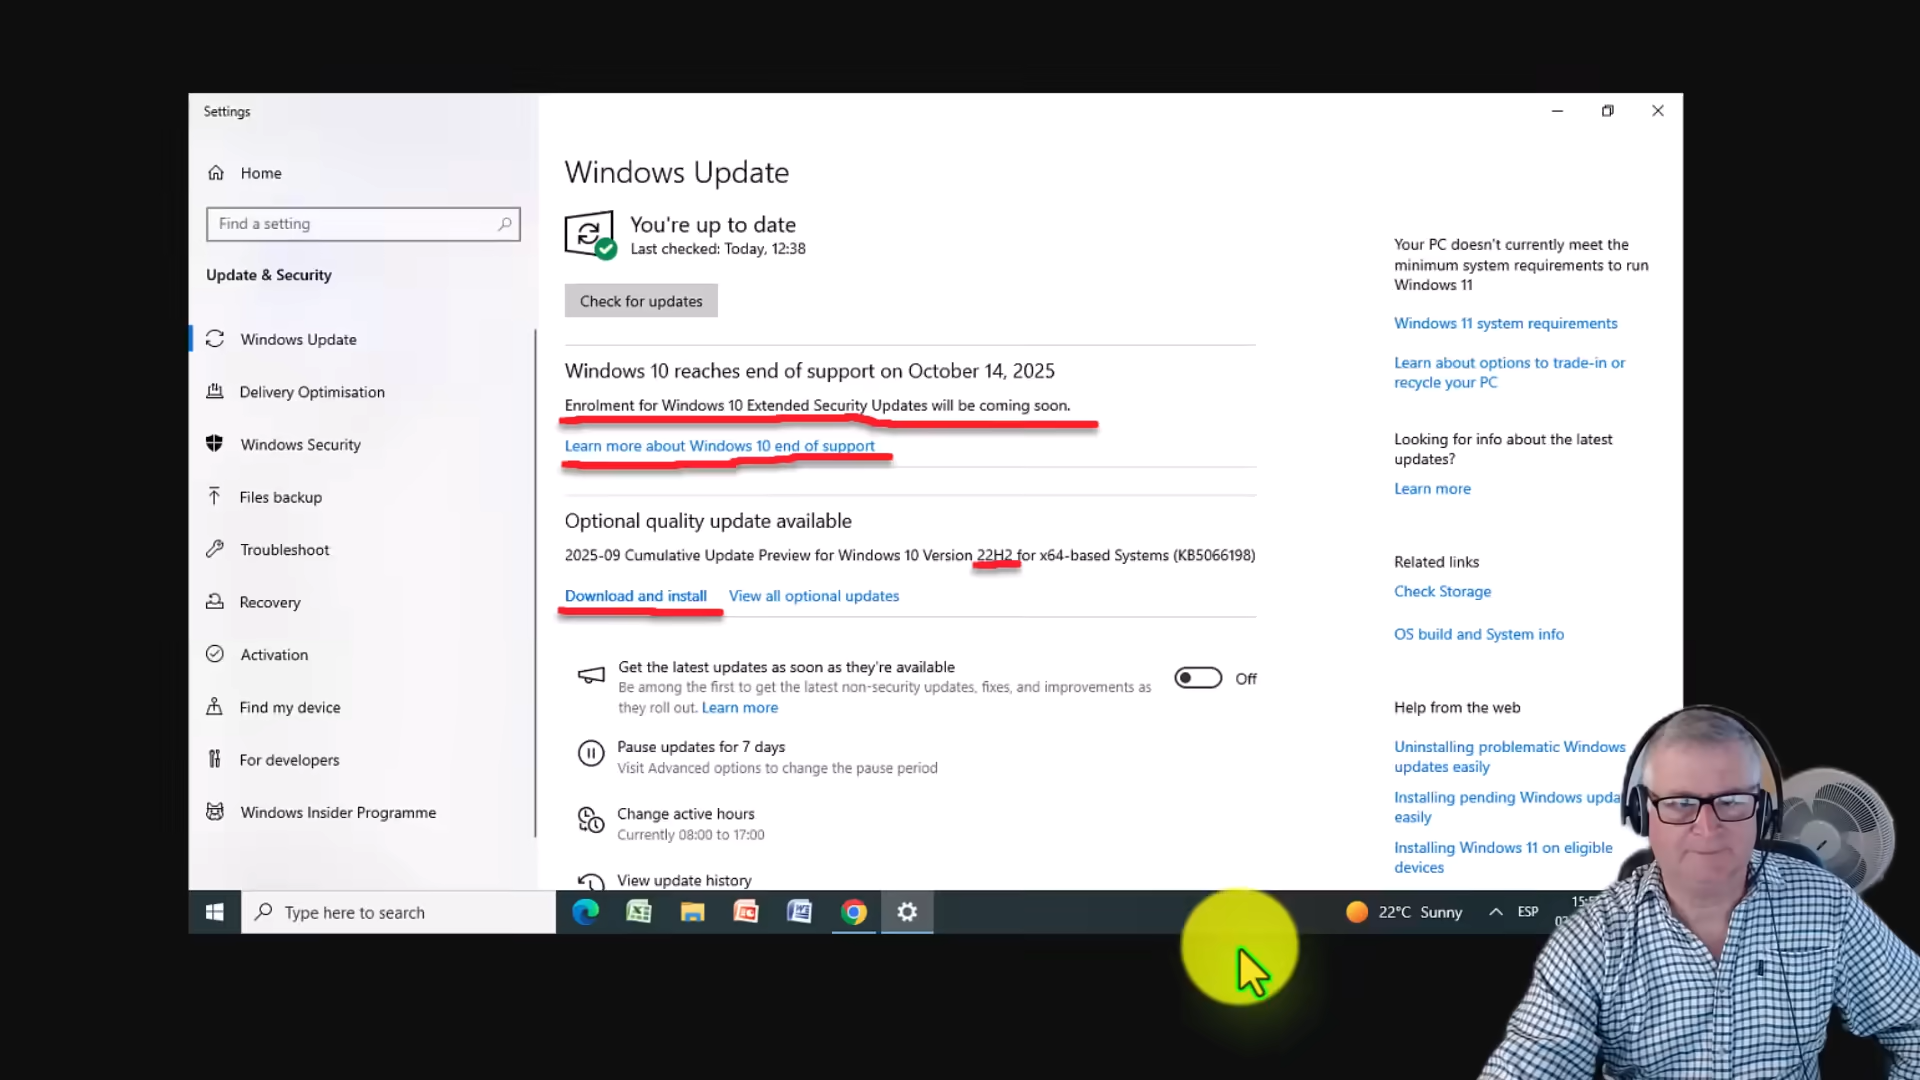 Settings
Home
Find a setting
Update & Security
Windows Update
Delivery Optimisation
Windows Security
Files backup
Troubleshoot
Recovery
Activation
Find my device
For developers
Windows Insider Programme
Windows Update
You're up to date
Last checked: Today, 12:38
Check for updates
Windows 10 reaches end of support on October 14, 2025
Enrolment for Windows 10 Extended Security Updates will be coming soon.
Learn more about Windows 10 end of support
Optional quality update available
2025-09 Cumulative Update Preview for Windows 10 Version 22H2 for x64-based Systems (KB5066198)
Download and install View all optional updates
Get the latest updates as soon as they're available
Be among the first to get the latest non-security updates, fixes, and improvements as
they roll out. Learn more
Off
Pause updates for 7 days
Visit Advanced options to change the pause period
Change active hours
Currently 08:00 to 17:00
View update history
Your PC doesn't currently meet the
minimum system requirements to run
Windows 11
Windows 11 system requirements
Learn about options to trade-in or
recycle your PC
Looking for info about the latest
updates?
Learn more
Related links
Check Storage
OS build and System info
Help from the web
Uninstalling problematic Windows
updates easily
Installing pending Windows
easily
Installing Windows 11 on eligible
devices
Type here to search
22°C Sunny
ESP